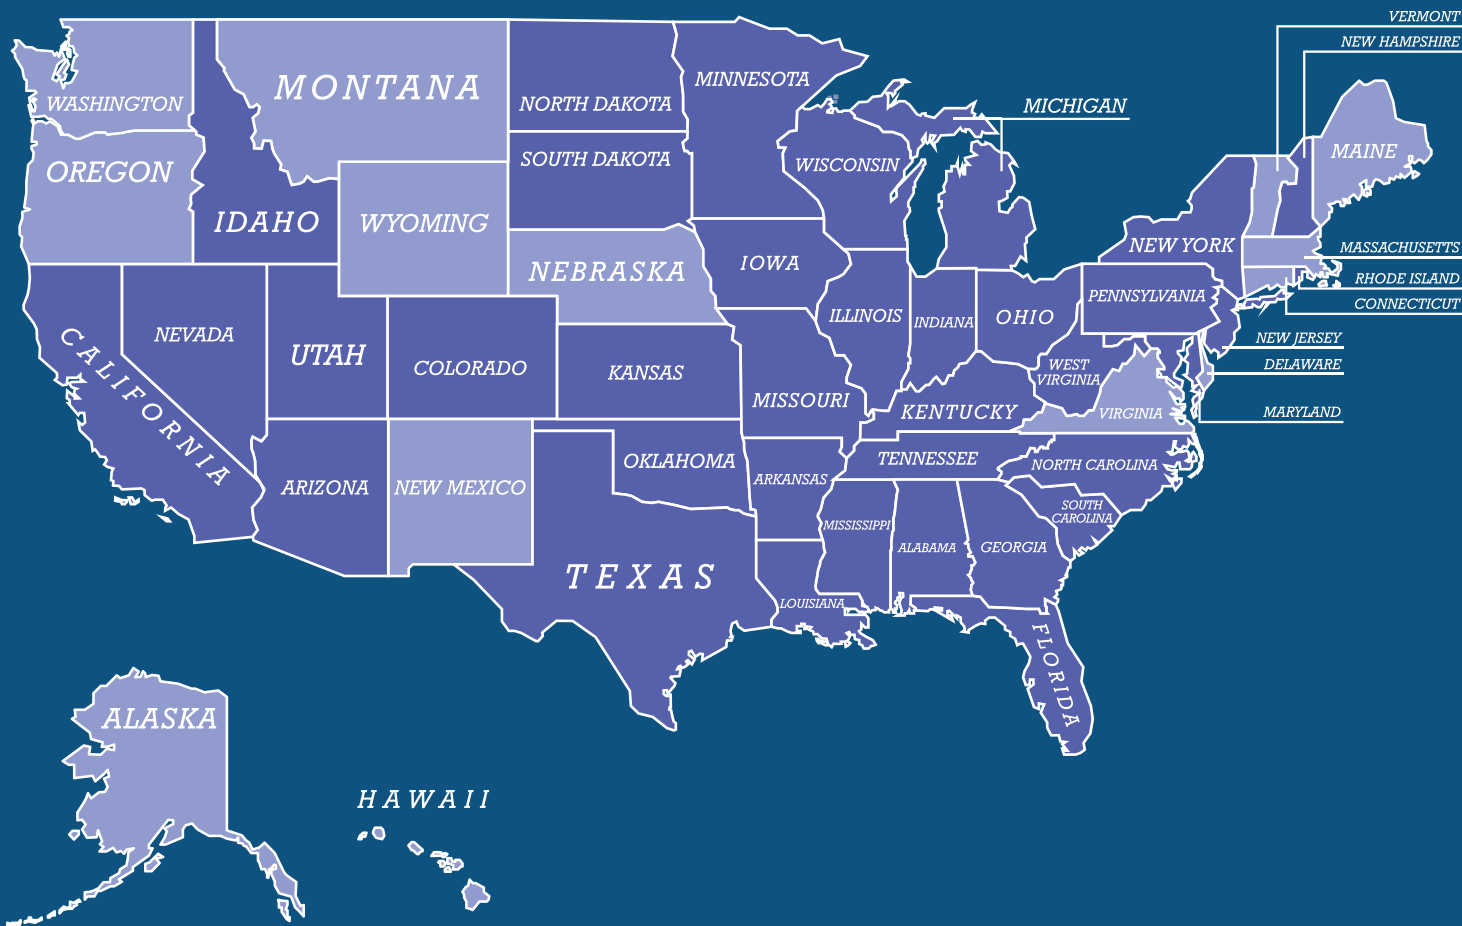 VERMONT
NEW HAMPSHIRE
MONTANA
MINNESOTA
WASHINGTON
NORTH DAKOTA
MICHIGAN
MAINE
SOUTH DAKOTA
WISCONSIN
OREGON
IDAHO
WYOMING
NEW YORK
MASSACHUSETTS
NEBRASKA
IOWA
RHODE ISLAND
PENNSYLVANIA
CONNECTICUT
ILLINOIS
INDIANA
OHIO
NEVADA
NEW JERSEY
CALIFORNIA
UTAH
COLORADO
KANSAS
WEST
VIRGINIA
DELAWARE
MISSOURI
KENTUCKY
VIRGINIA
MARYLAND
OKLAHOMA
TENNESSEE
NORTH CAROLINA
ARIZONA
NEW MEXICO
ARKANSAS
SOUTH
CAROLINA
MISSISSIPPI
ALABAMA
GEORGIA
TEXAS
LOUISIANA
FLORIDA
ALASKA
HAWAII